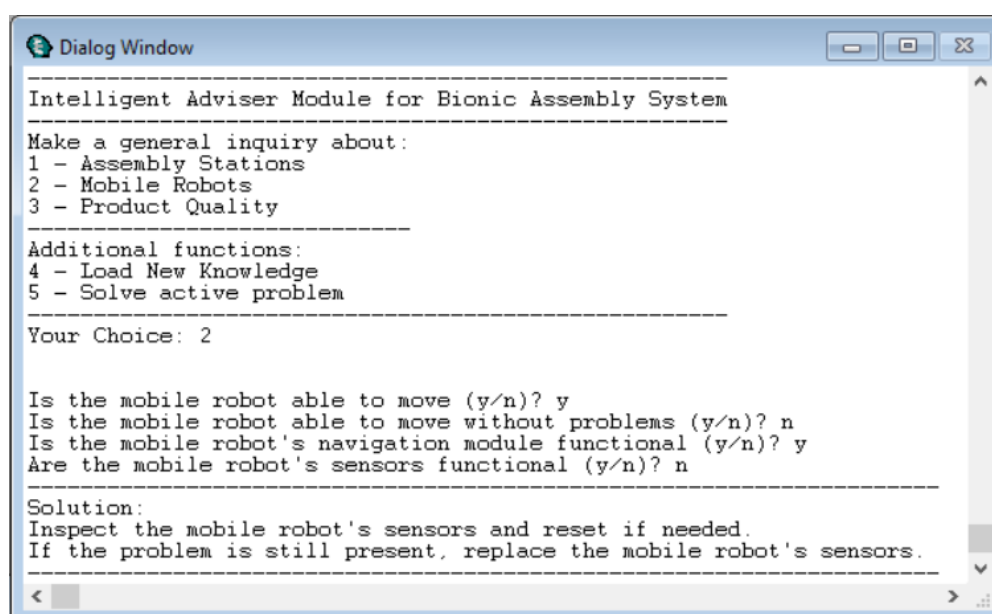 Dialog Window
Intelligent Adviser Module for Bionic Assembly System
Make a general inquiry about:
1 - Assembly Stations
2 - Mobile Robots
3 - Product Quality
Additional functions:
4 - Load New Knowledge
5 - Solve active problem
Your Choice: 2
Is the mobile robot able to move (y/n)? y
Is the mobile robot able to move without problems (y/n)? n
Is the mobile robot's navigation module functional (y/n)? y
Are the mobile robot's sensors functional (y/n)? n
Solution:
Inspect the mobile robot's sensors and reset if needed.
If the problem is still present, replace the mobile robot's sensors.